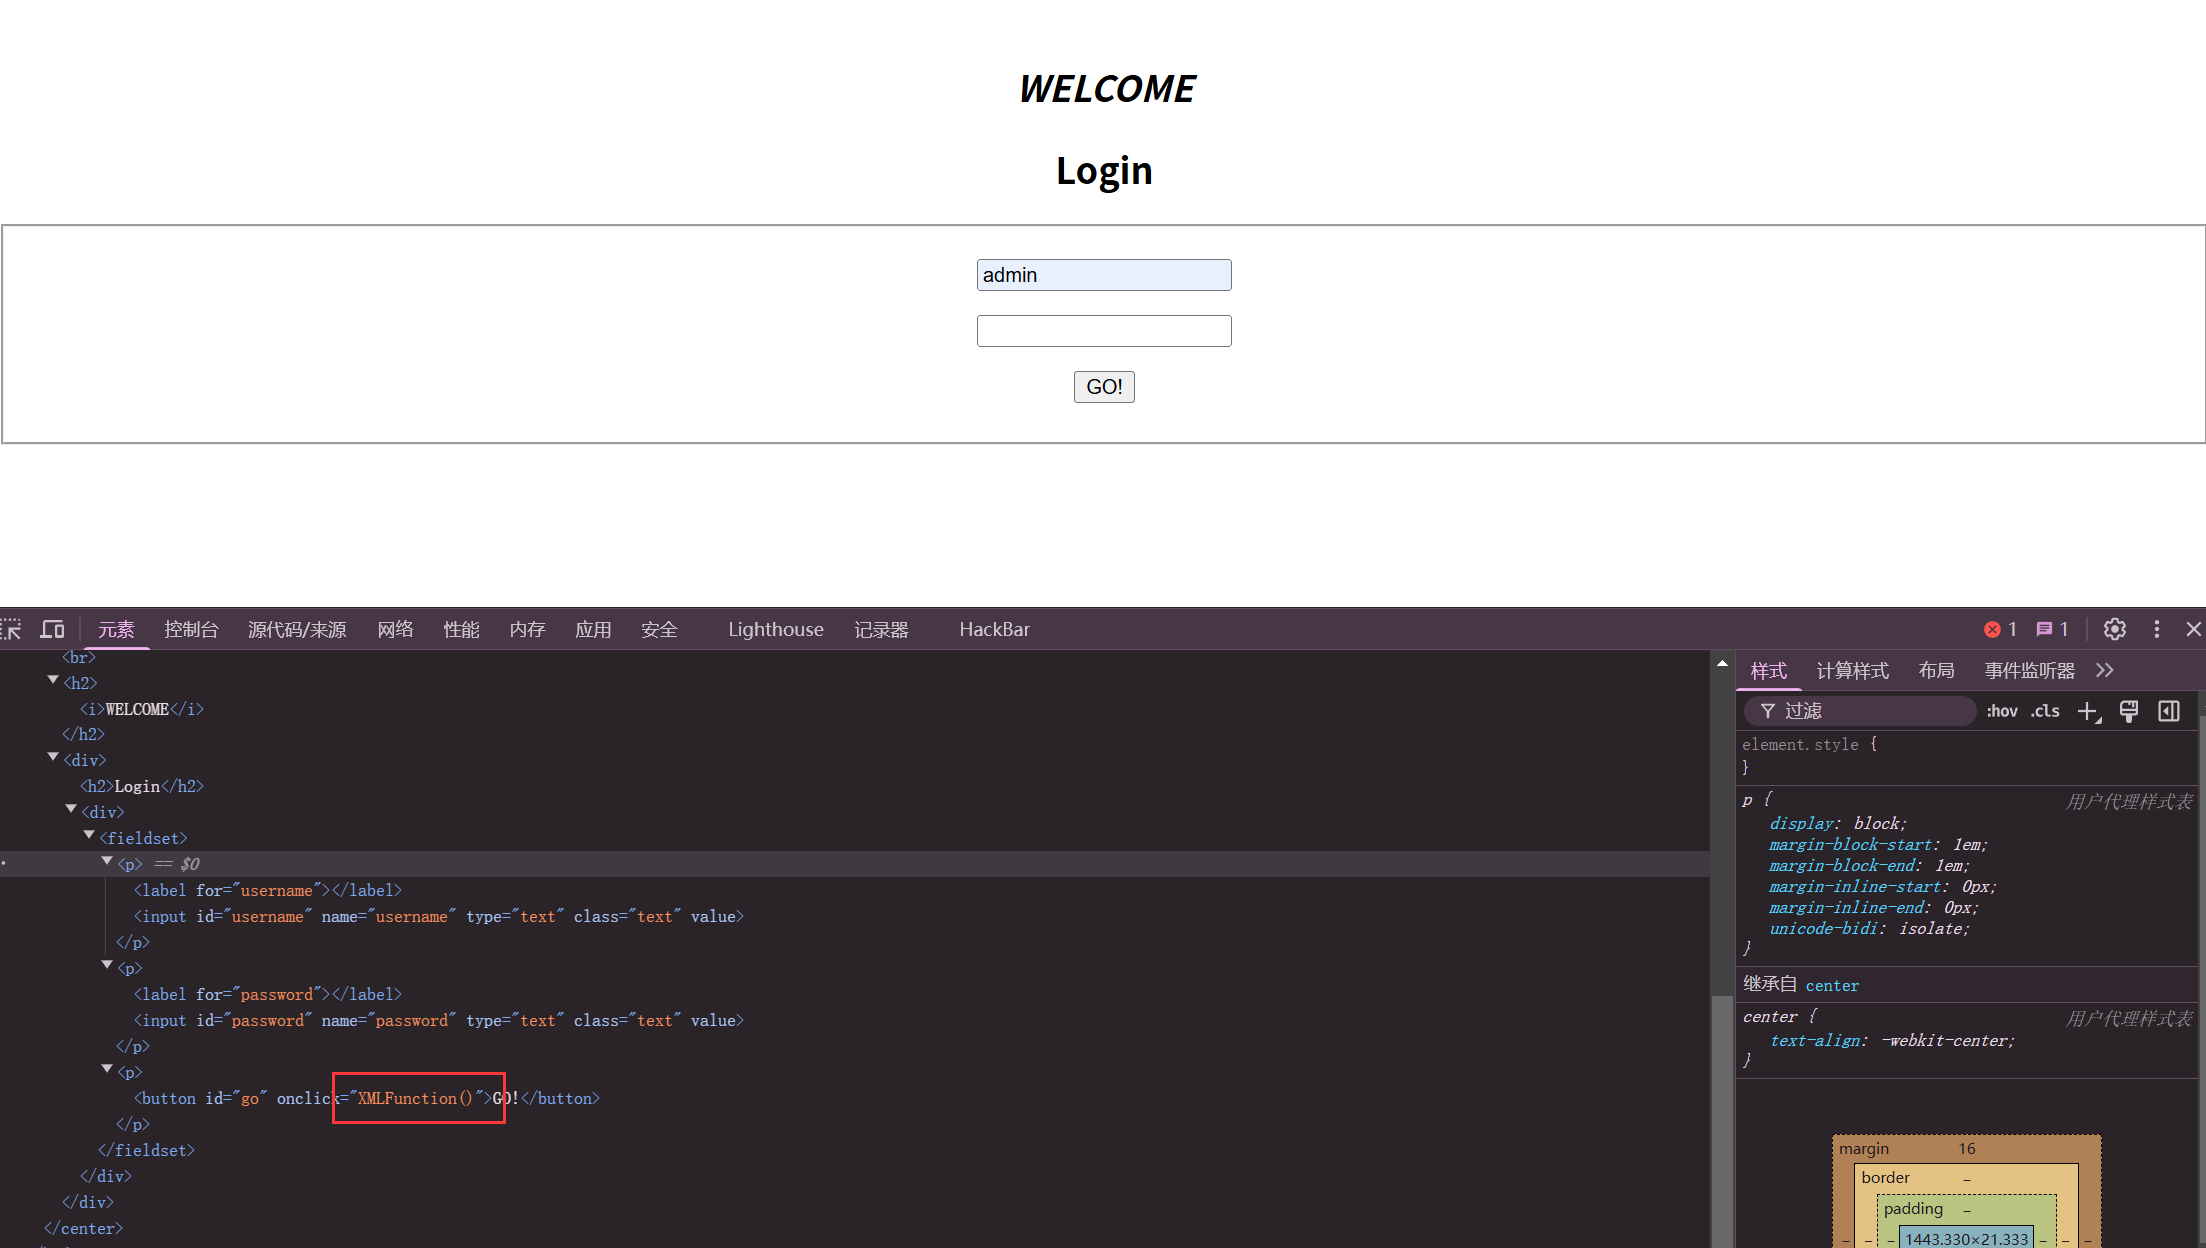 WELCOME
Login
admin
GO!
元素 控制台 源代码/来源 网络 性能 内存 应用 安全 Lighthouse 记录器 HackBar 1 1
<br>
<h2>
<i>WELCOME</i>
</h2>
<div>
<h2>Login</h2>
<div>
<fieldset>
<p> == $0
<label for="username"></label>
<input id="username" name="username" type="text" class="text" value>
</p>
<p>
<label for="password"></label>
<input id="password" name="password" type="text" class="text" value>
</p>
<p>
<button id="go" onclick="XMLFunction()">GO!</button>
</p>
</fieldset>
</div>
</div>
</center>
样式 计算样式 布局 事件监听器
过滤 :hov .cls
element.style {
}
p { 用户代理样式表
display: block;
margin-block-start: 1em;
margin-block-end: 1em;
margin-inline-start: 0px;
margin-inline-end: 0px;
unicode-bidi: isolate;
}
继承自 center
center { 用户代理样式表
text-align: -webkit-center;
}
margin 16
border –
padding –
– – – 1443.330×21.333 – – –